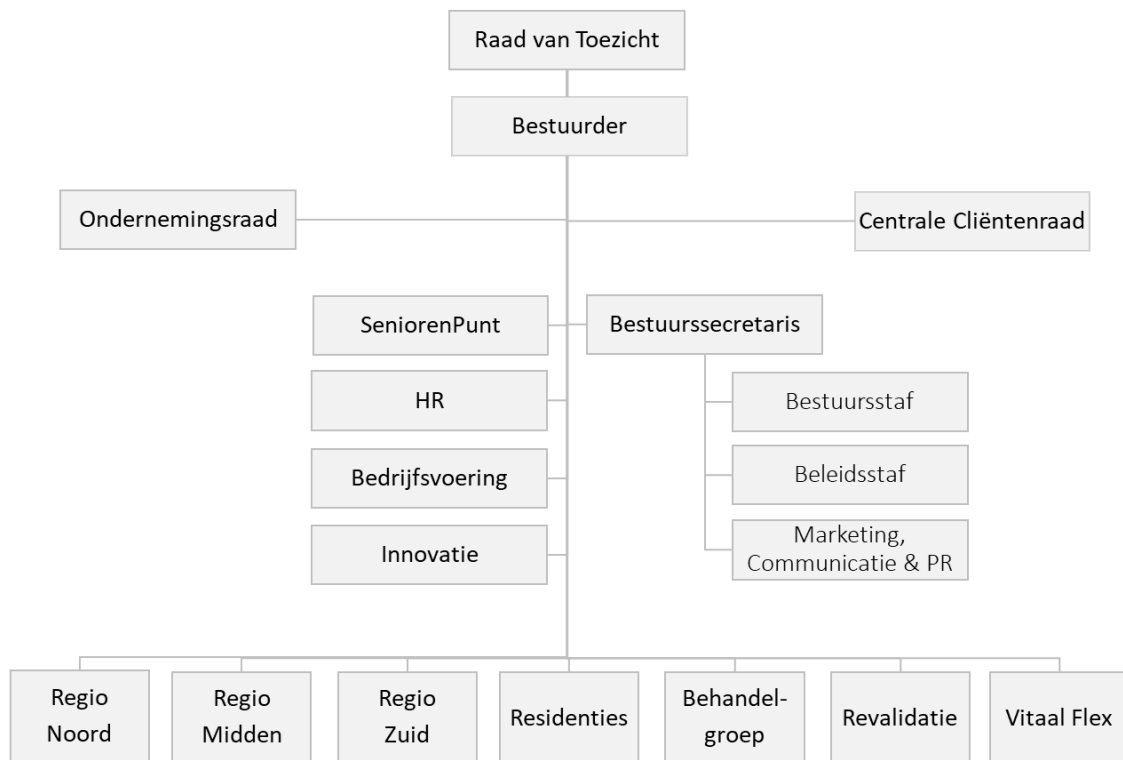 Raad van Toezicht
Bestuurder
Ondernemingsraad
Centrale Cliëntenraad
SeniorenPunt
Bestuurssecretaris
HR
Bestuursstaf
Bedrijfsvoering
Beleidsstaf
Innovatie
Marketing,
Communicatie & PR
Regio
Noord
Regio
Midden
Regio
Zuid
Residenties
Behandel-
groep
Revalidatie
Vitaal Flex